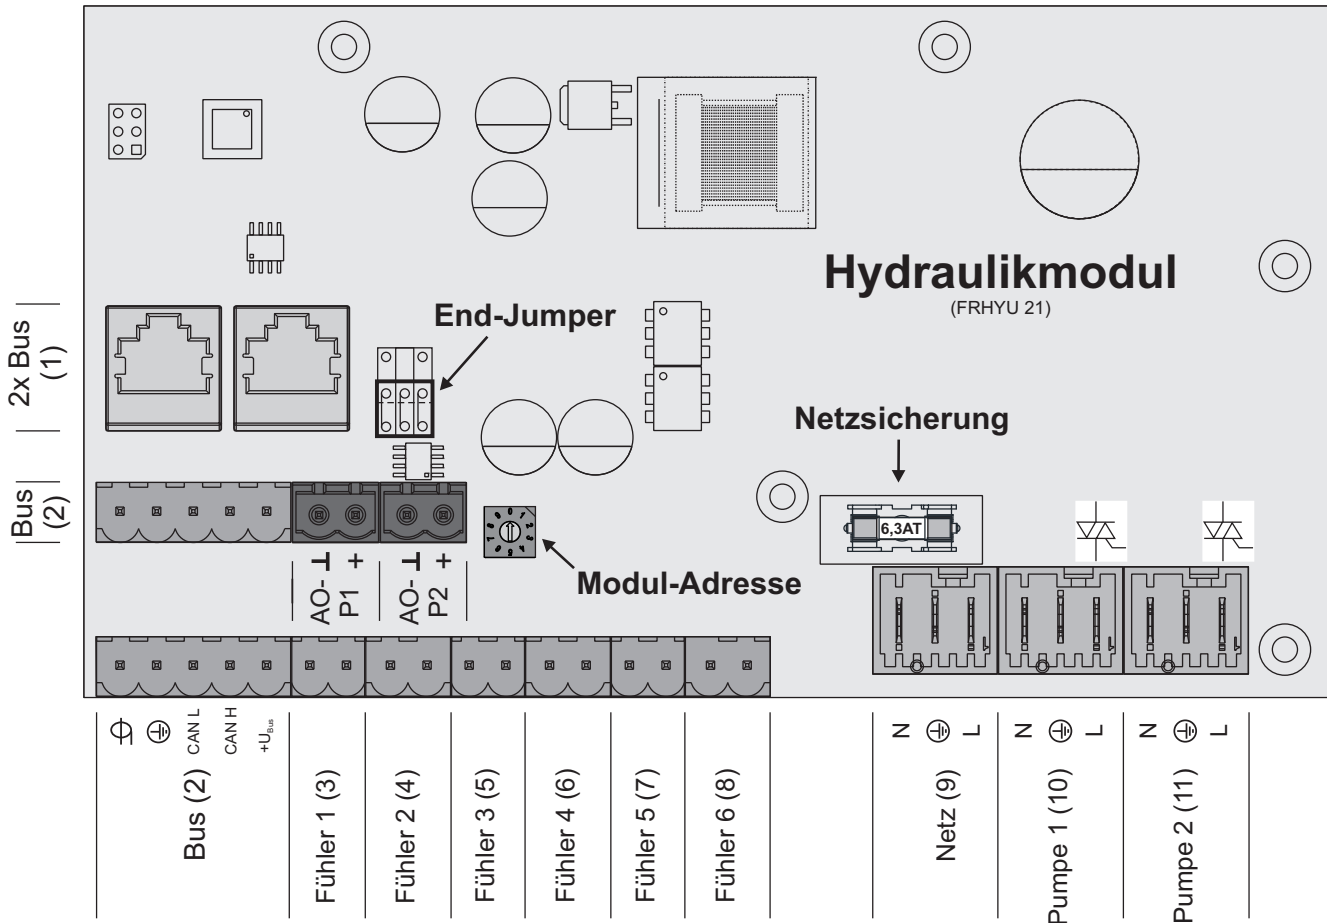 Hydraulikmodul
(FRHYU 21)
End-Jumper
2x Bus
(1)
Netzsicherung
6,3AT
Bus
(2)
Modul-Adresse
AO-
P1
+
AO-
P2
+
CAN L
CAN H
+U Bus
N
L
N
L
N
L
Bus (2)
Fühler 1 (3)
Fühler 2 (4)
Fühler 3 (5)
Fühler 4 (6)
Fühler 5 (7)
Fühler 6 (8)
Netz (9)
Pumpe 1 (10)
Pumpe 2 (11)